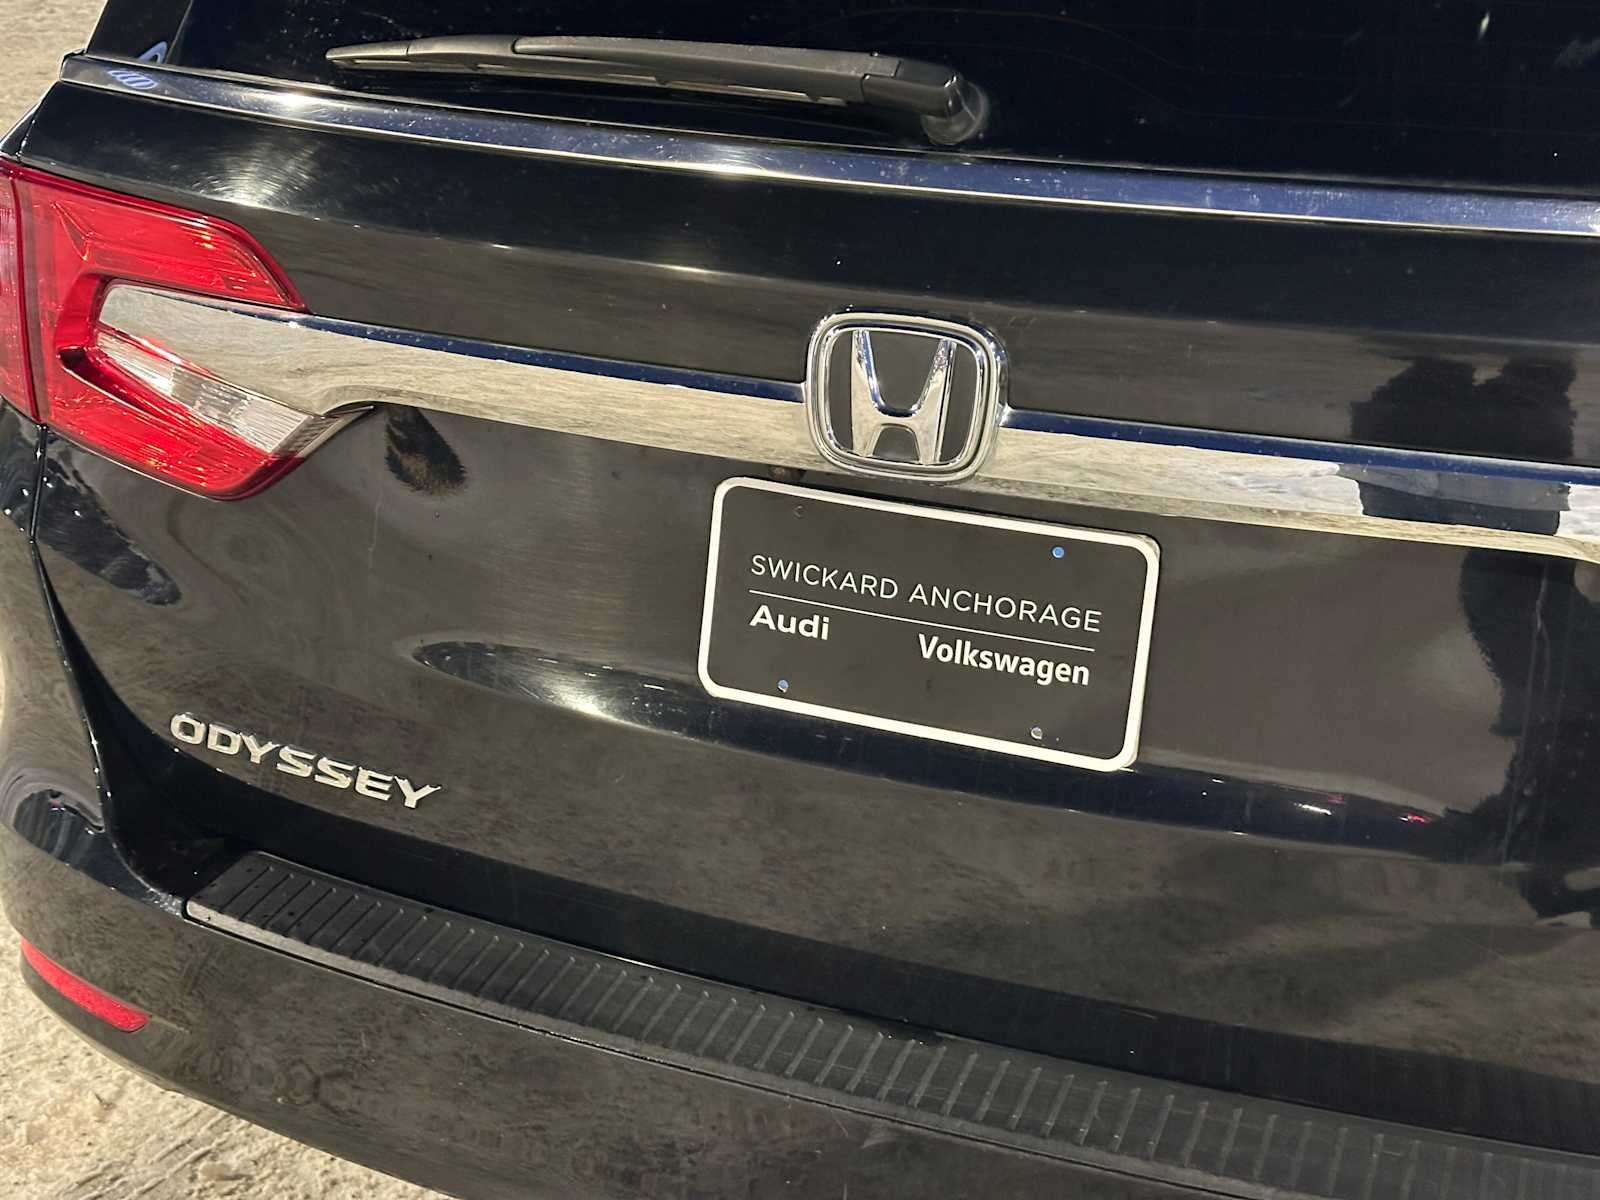 SWICKARD ANCHORAGE
Audi
Volkswagen
ODYSSEY